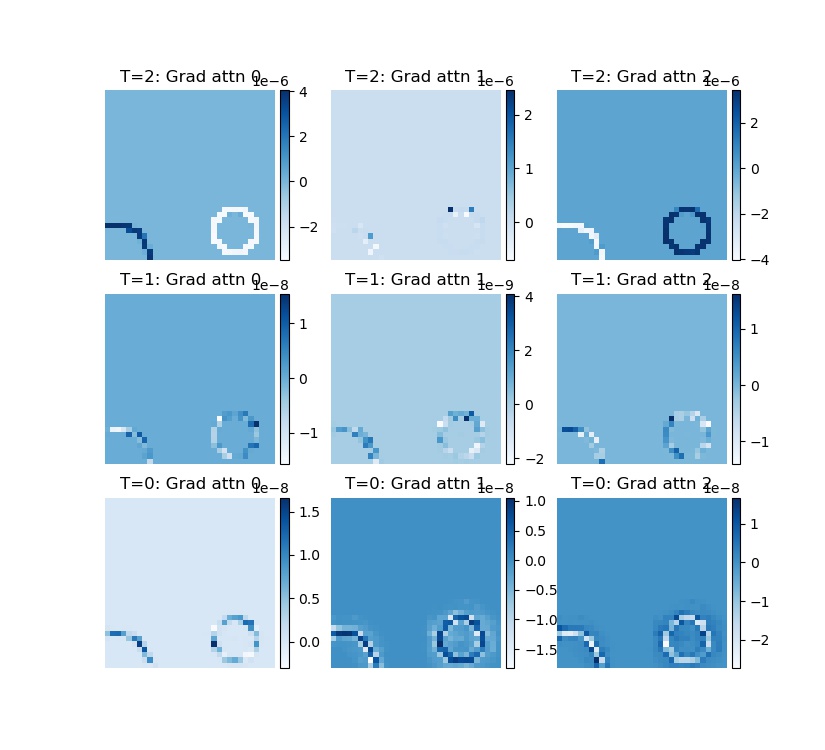 T=2: Grad attn 0
1e−6
4
2
0
−2
T=2: Grad attn 1
1e−6
2
1
0
T=2: Grad attn 2
1e−6
2
0
−2
−4
T=1: Grad attn 0
1e−8
1
0
−1
T=1: Grad attn 1
1e−9
4
2
0
−2
T=1: Grad attn 2
1e−8
1
0
−1
T=0: Grad attn 0
1e−8
1.5
1.0
0.5
0.0
T=0: Grad attn 1
1e−8
1.0
0.5
0.0
−0.5
−1.0
−1.5
T=0: Grad attn 2
1e−8
1
0
−1
−2